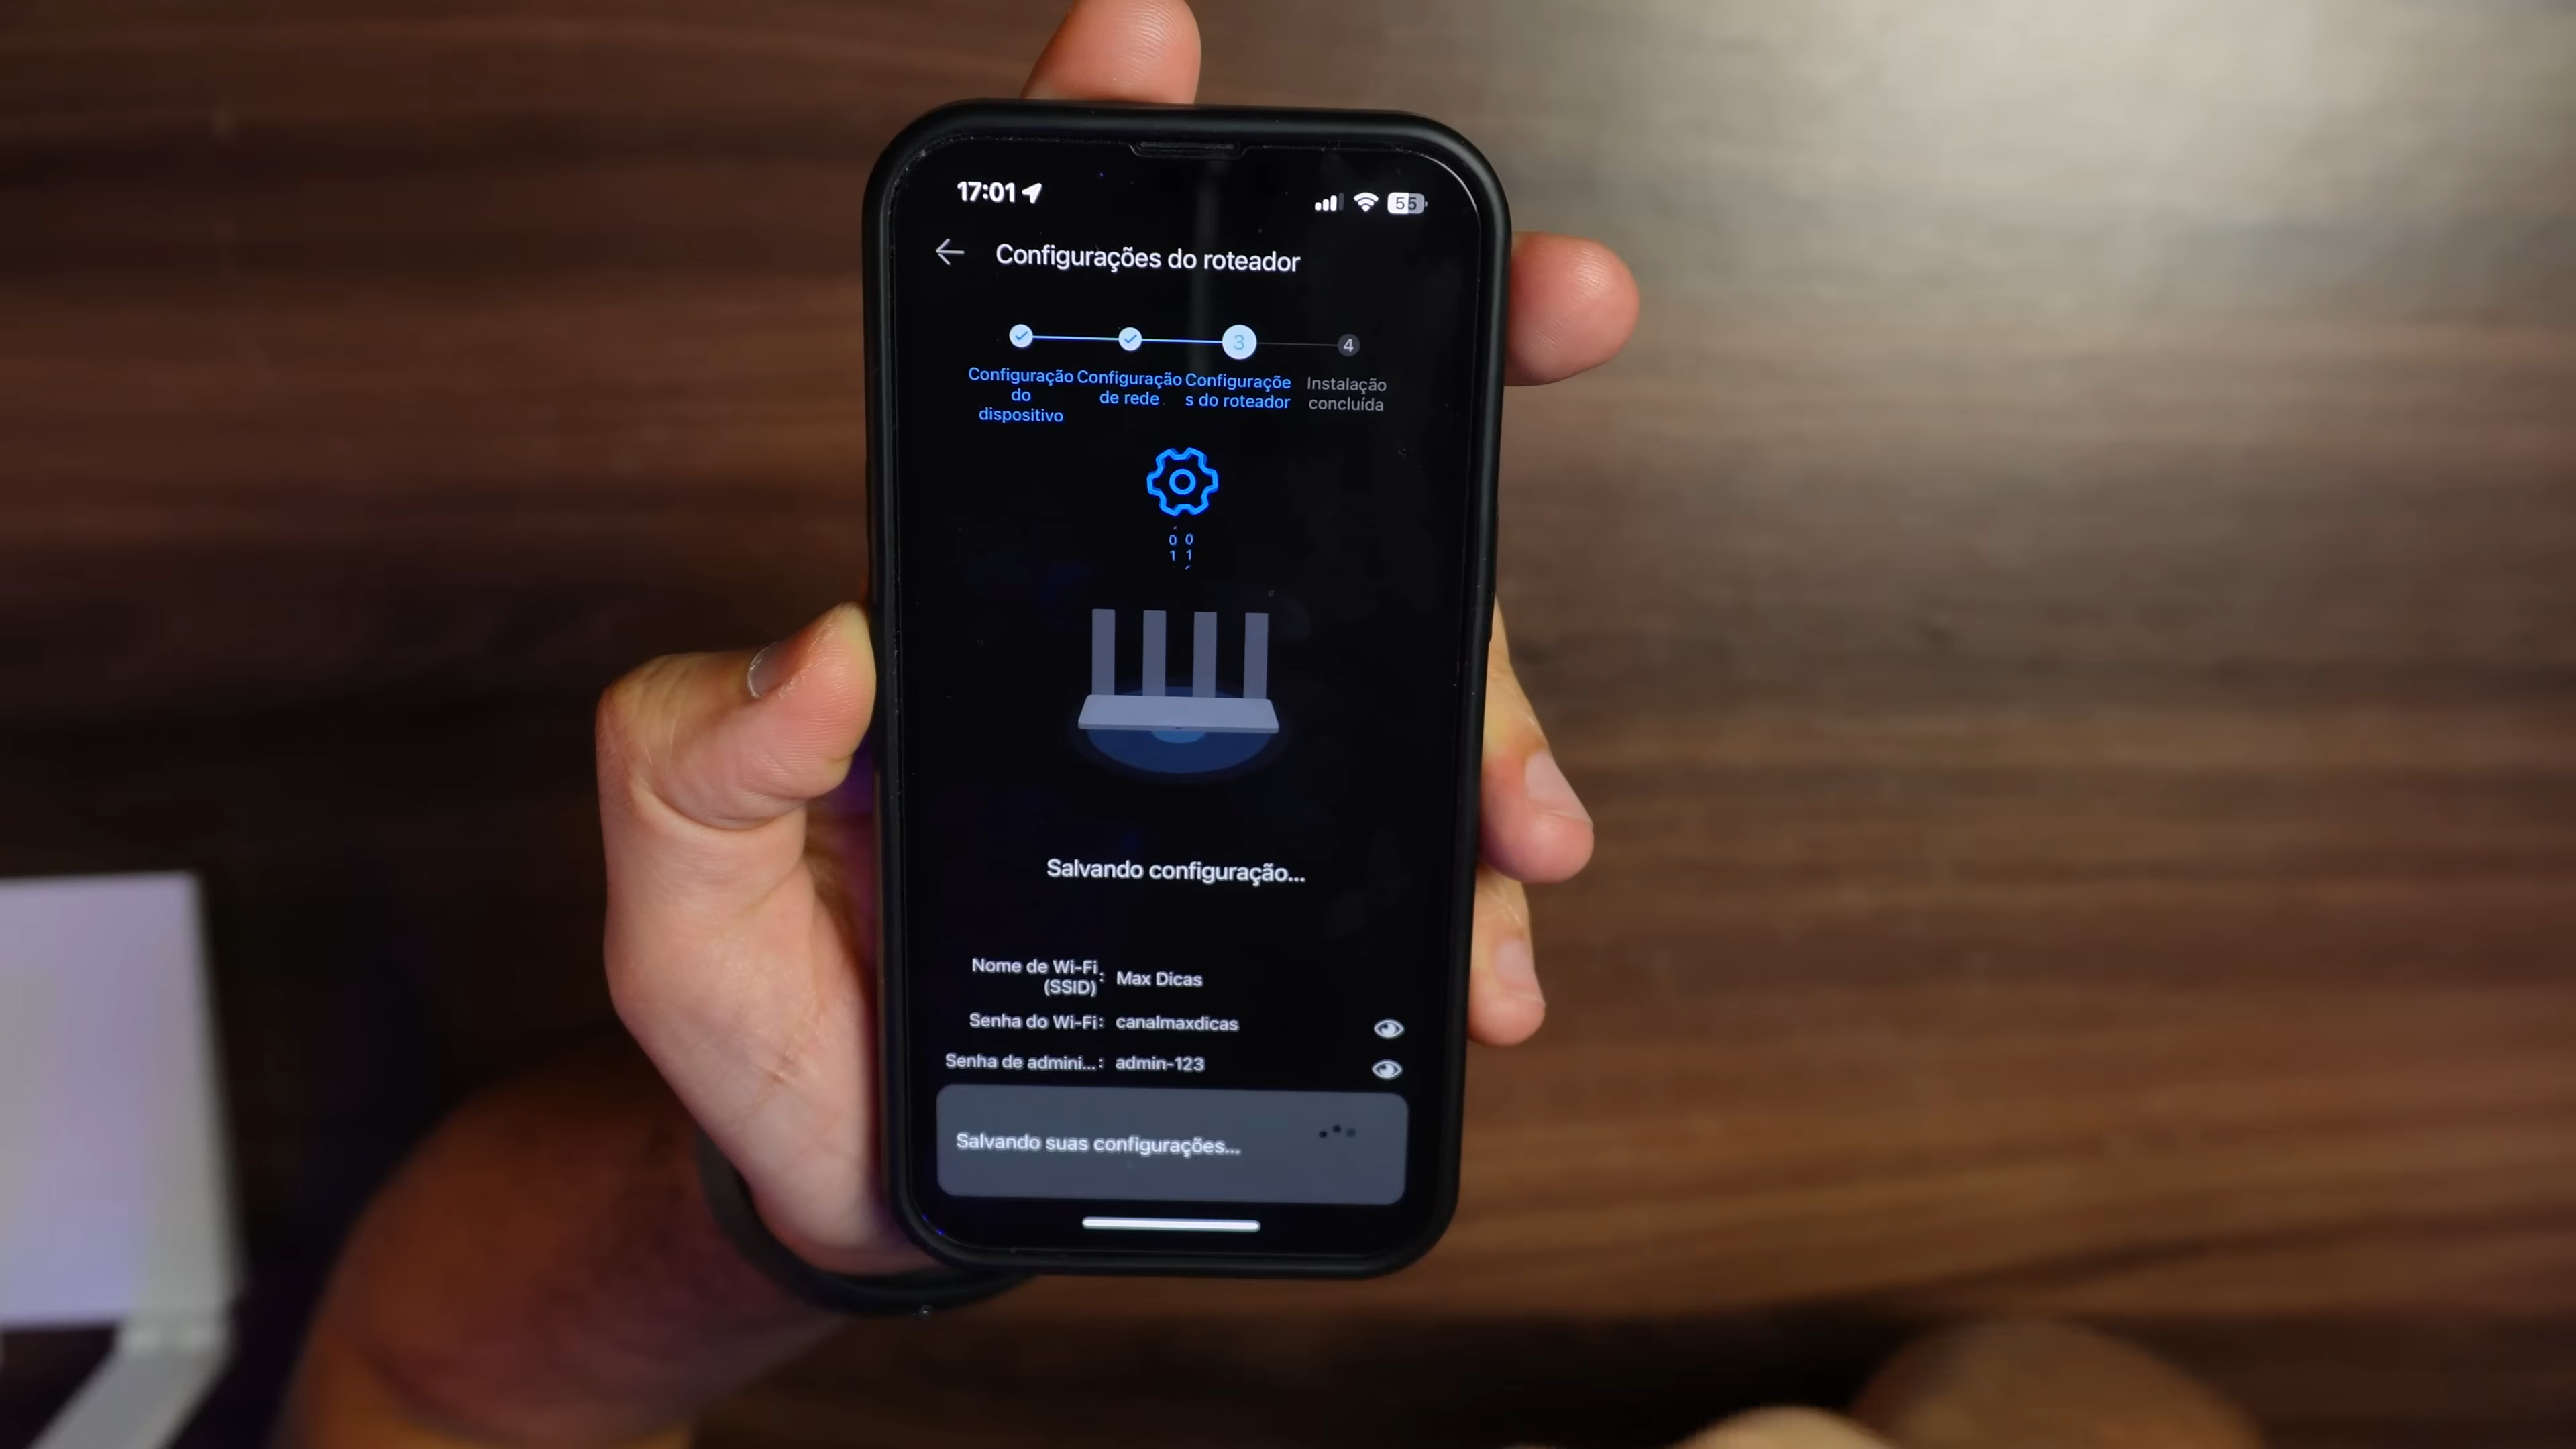 17:01
55
Configurações do roteador
3
4
Configuração
do
dispositivo
Configuração
de rede
Configuraçõe
s do roteador
Instalação
concluída
0 0
1 1
Salvando configuração...
Nome de Wi-Fi
(SSID) : Max Dicas
Senha do Wi-Fi: canalmaxdicas
Senha de admini...: admin-123
Salvando suas configurações...